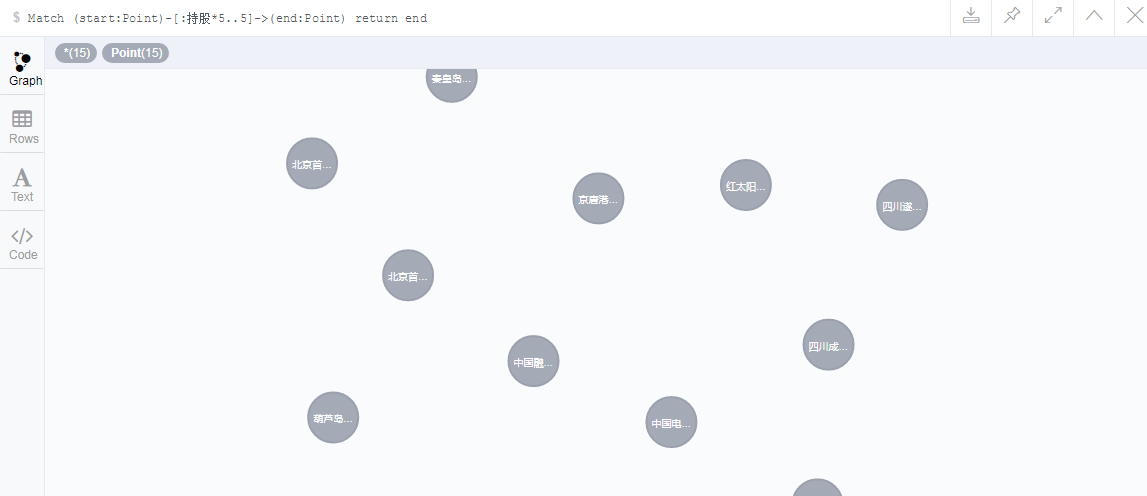 $ Match (start:Point)-[:持股*5..5]->(end:Point) return end
*(15) Point(15)
Graph
Rows
Text
Code
秦皇岛...
北京首...
京唐港...
红太阳...
四川遂...
北京首...
中国融...
四川成...
葫芦岛...
中国电...